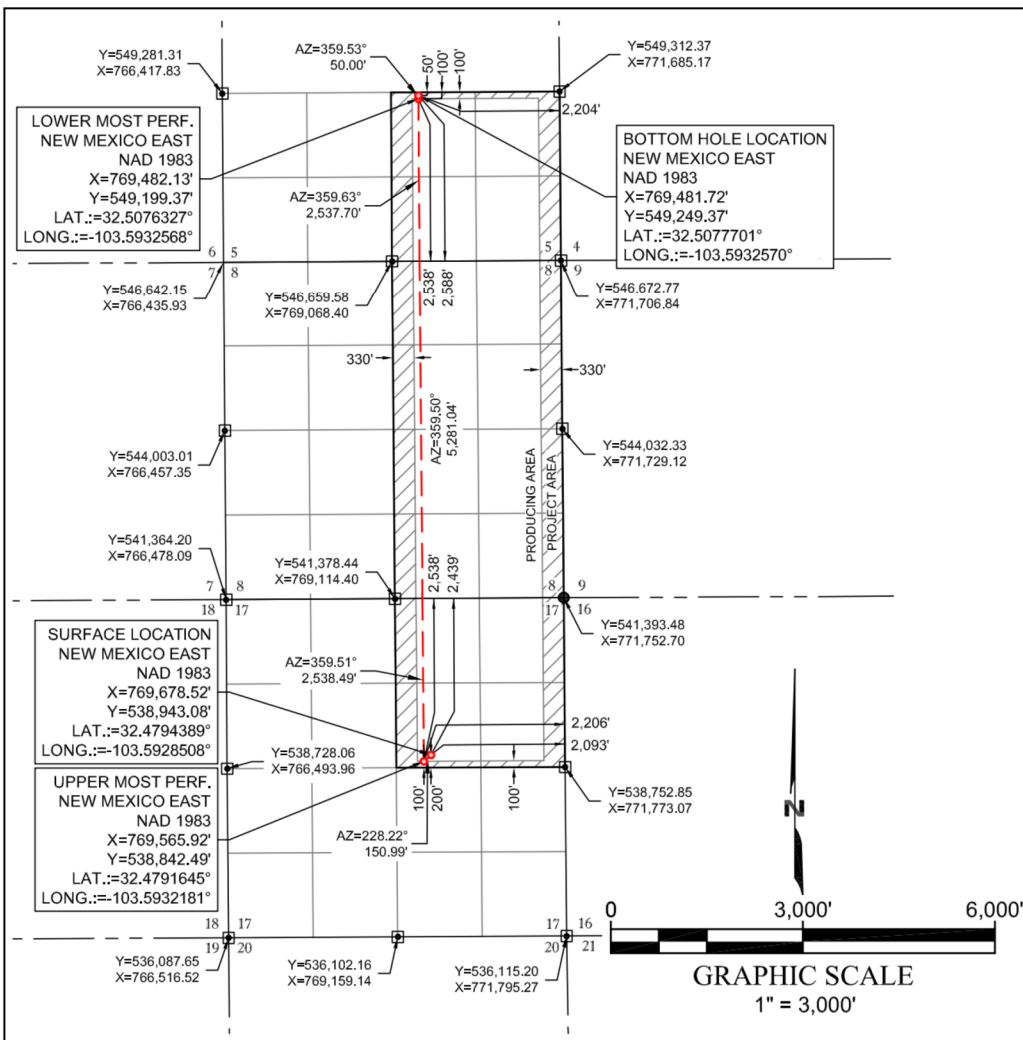 Y=549,281.31
X=766,417.83
AZ=359.53°
50.00'
50'
100'
100'
Y=549,312.37
X=771,685.17
2,204'
LOWER MOST PERF.
NEW MEXICO EAST
NAD 1983
X=769,482.13'
Y=549,199.37'
LAT.:=32.5076327°
LONG.:=-103.5932568°
BOTTOM HOLE LOCATION
NEW MEXICO EAST
NAD 1983
X=769,481.72'
Y=549,249.37'
LAT.:=32.5077701°
LONG.:=-103.5932570°
AZ=359.63°
2,537.70'
6 5
7 8
5 4
8 9
Y=546,642.15
X=766,435.93
Y=546,659.58
X=769,068.40
2,538'
2,588'
Y=546,672.77
X=771,706.84
330'
330'
AZ=359.50°
5,281.04'
Y=544,003.01
X=766,457.35
Y=544,032.33
X=771,729.12
PRODUCING AREA
PROJECT AREA
Y=541,364.20
X=766,478.09
Y=541,378.44
X=769,114.40
2,538'
2,439'
7 8
18 17
8 9
17 16
Y=541,393.48
X=771,752.70
SURFACE LOCATION
NEW MEXICO EAST
NAD 1983
X=769,678.52'
Y=538,943.08'
LAT.:=32.4794389°
LONG.:=-103.5928508°
AZ=359.51°
2,538.49'
2,206'
2,093'
Y=538,728.06
X=766,493.96
UPPER MOST PERF.
NEW MEXICO EAST
NAD 1983
X=769,565.92'
Y=538,842.49'
LAT.:=32.4791645°
LONG.:=-103.5932181°
100'
200'
100'
AZ=228.22°
150.99'
Y=538,752.85
X=771,773.07
N
18 17
19 20
17 16
20 21
Y=536,087.65
X=766,516.52
Y=536,102.16
X=769,159.14
Y=536,115.20
X=771,795.27
0 3,000' 6,000'
GRAPHIC SCALE
1" = 3,000'